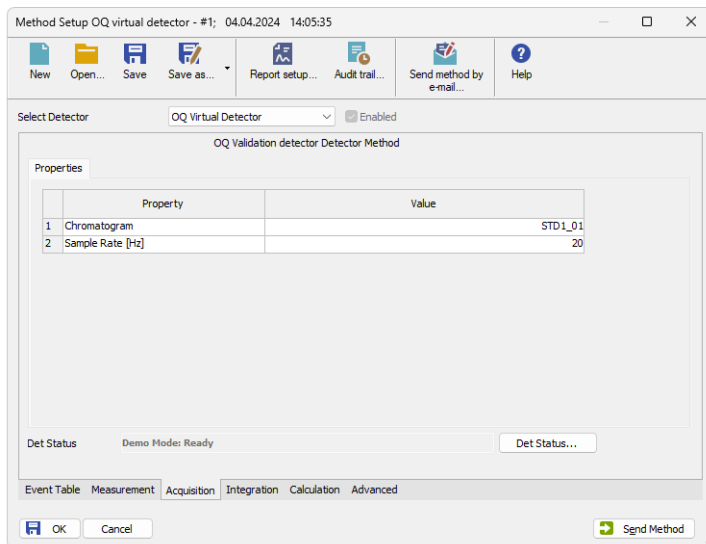 Method Setup OQ virtual detector - #1; 04.04.2024 14:05:35
New Open... Save Save as... Report setup... Audit trail... Send method by e-mail... Help
Select Detector OQ Virtual Detector Enabled
OQ Validation detector Detector Method
Properties
Property Value
1 Chromatogram STD1_01
2 Sample Rate [Hz] 20
Det Status Demo Mode: Ready Det Status...
Event Table Measurement Acquisition Integration Calculation Advanced
OK Cancel Send Method